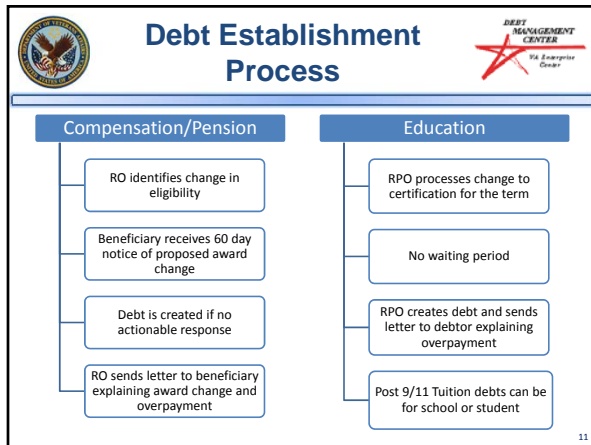 Debt Establishment
Process
DEBT
MANAGEMENT
CENTER
VA Enterprise
Center
Compensation/Pension
RO identifies change in
eligibility
Beneficiary receives 60 day
notice of proposed award
change
Debt is created if no
actionable response
RO sends letter to beneficiary
explaining award change and
overpayment
Education
RPO processes change to
certification for the term
No waiting period
RPO creates debt and sends
letter to debtor explaining
overpayment
Post 9/11 Tuition debts can be
for school or student
11